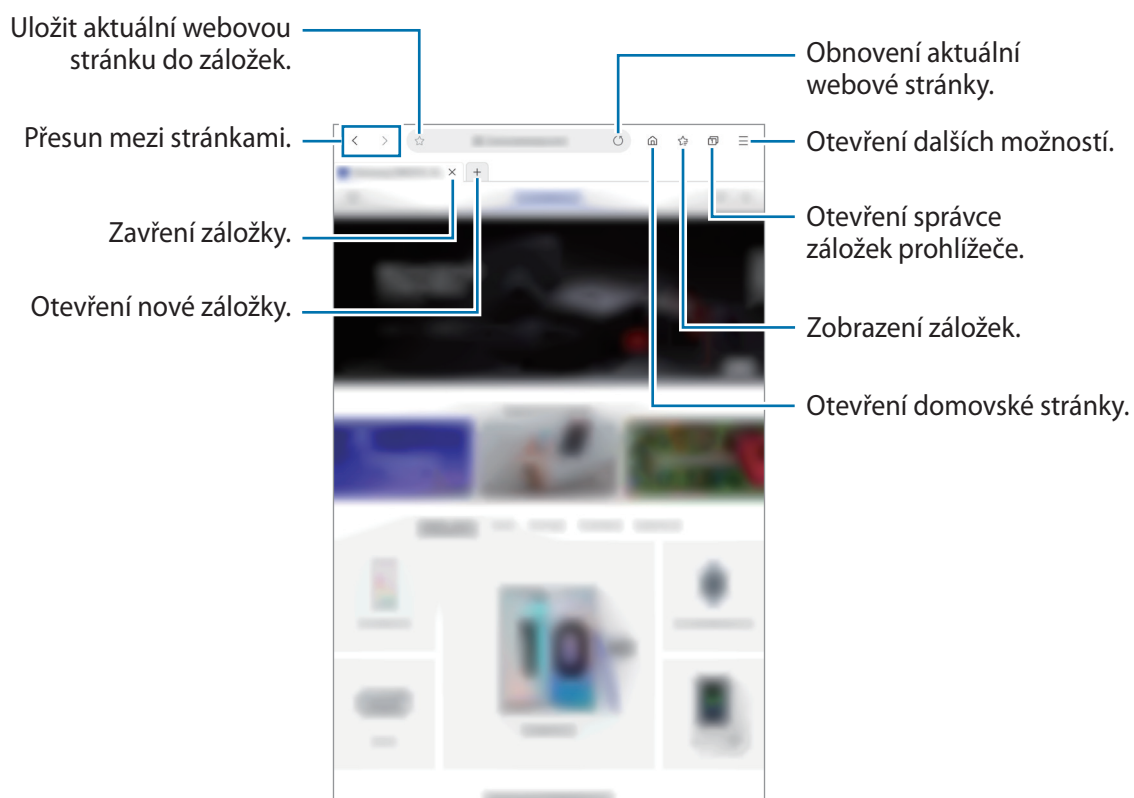 Uložit aktuální webovou
stránku do záložek.
Přesun mezi stránkami.
Zavření záložky.
Otevření nové záložky.
Obnovení aktuální
webové stránky.
Otevření dalších možností.
Otevření správce
záložek prohlížeče.
Zobrazení záložek.
Otevření domovské stránky.